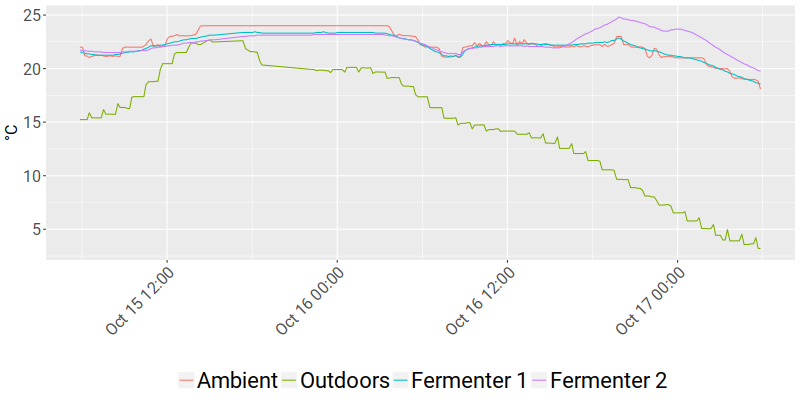 25
20
15
10
5
°C
Oct 15 12:00
Oct 16 00:00
Oct 16 12:00
Oct 17 00:00
Ambient Outdoors Fermenter 1 Fermenter 2